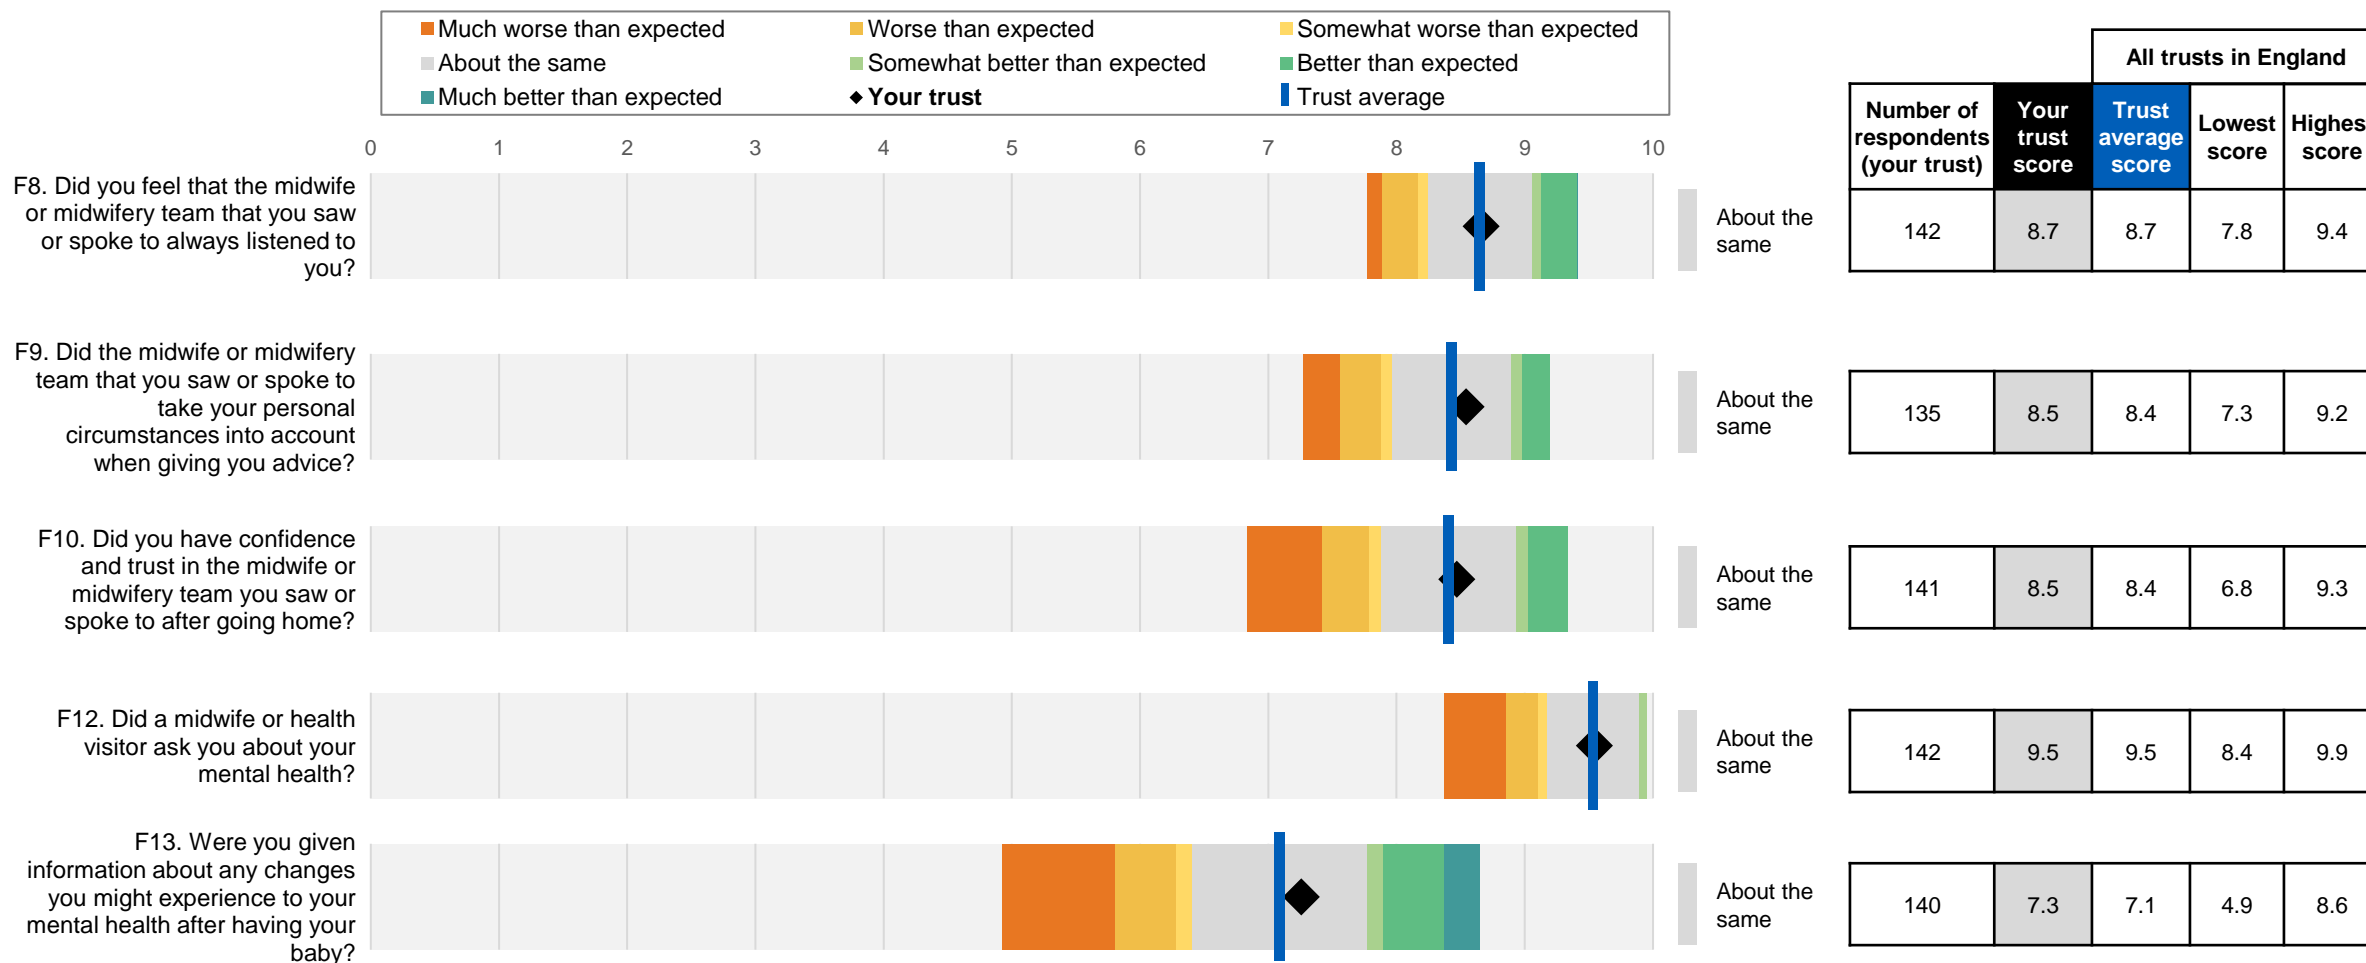 Much worse than expected
Worse than expected
Somewhat worse than expected
About the same
Somewhat better than expected
Better than expected
Much better than expected
Your trust
Trust average
All trusts in England
Number of respondents (your trust)
Your trust score
Trust average score
Lowest score
Highes score
0 1 2 3 4 5 6 7 8 9 10
F8. Did you feel that the midwife
or midwifery team that you saw
or spoke to always listened to
you?
About the
same
142 8.7 8.7 7.8 9.4
F9. Did the midwife or midwifery
team that you saw or spoke to
take your personal
circumstances into account
when giving you advice?
About the
same
135 8.5 8.4 7.3 9.2
F10. Did you have confidence
and trust in the midwife or
midwifery team you saw or
spoke to after going home?
About the
same
141 8.5 8.4 6.8 9.3
F12. Did a midwife or health
visitor ask you about your
mental health?
About the
same
142 9.5 9.5 8.4 9.9
F13. Were you given
information about any changes
you might experience to your
mental health after having your
baby?
About the
same
140 7.3 7.1 4.9 8.6